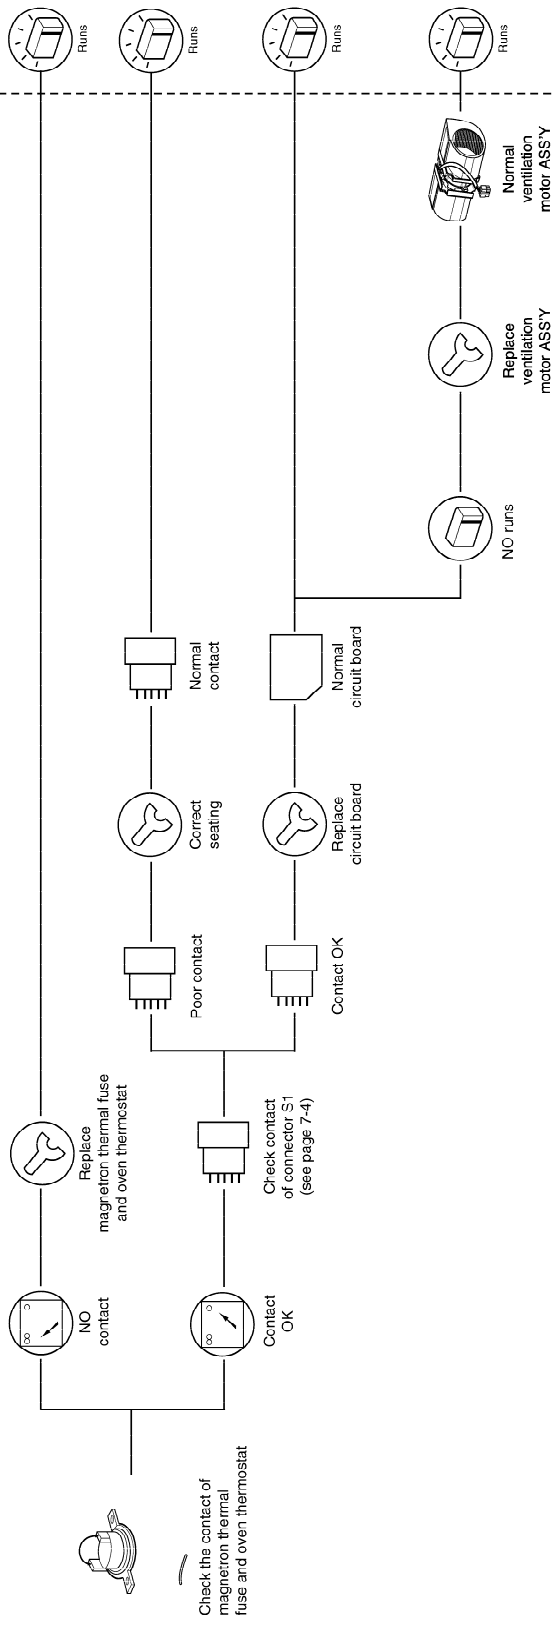 Check the contact of
magnetron thermal
fuse and oven thermostat
NO
contact
Replace
magnetron thermal fuse
and oven thermostat
Runs
Contact
OK
Check contact
of connector S1
(see page 7-4)
Poor contact
Correct
seating
Normal
contact
Runs
Contact OK
Replace
circuit board
Normal
circuit board
Runs
NO runs
Replace
ventilation
motor ASS'Y
Normal
ventilation
motor ASS'Y
Runs